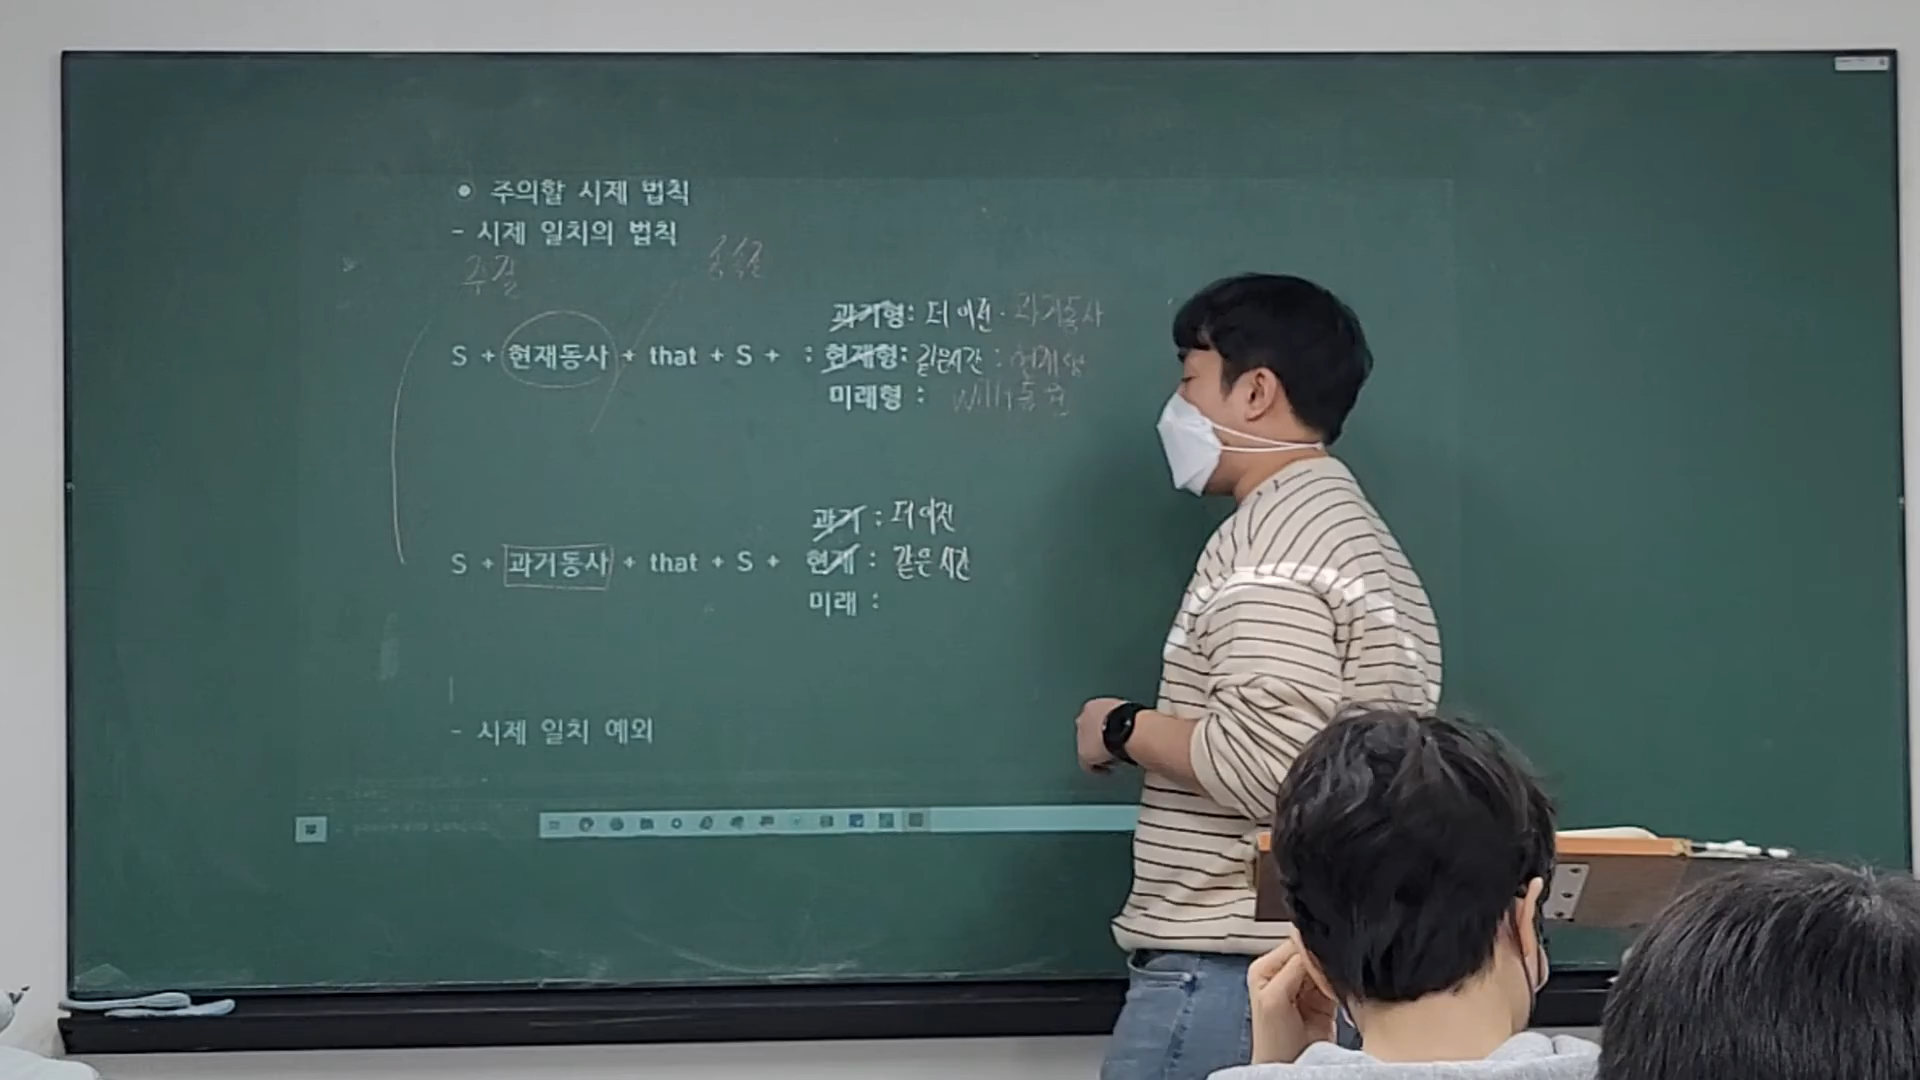 ● 주의할 시제 법칙
- 시제 일치의 법칙
주절 종속절
과거형: 더 이전 · 과거동사
S + 현재동사 + that + S + : 현재형: 같은시간 : 현재형
미래형 : will+동원
과거 : 더 이전
S + 과거동사 + that + S + 현재 : 같은 시간
미래 :
- 시제 일치 예외